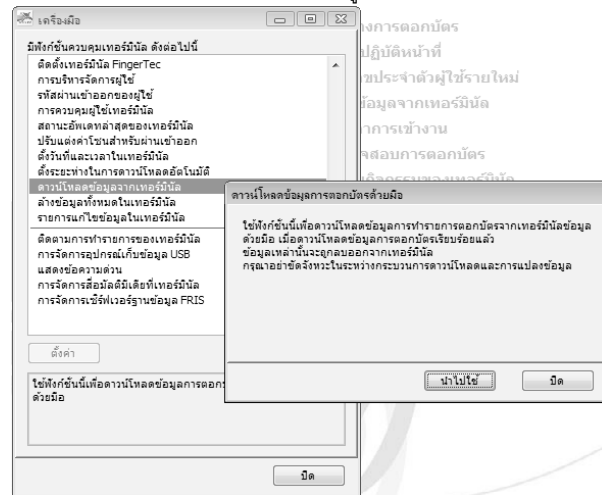 เครื่องมือ
มีฟังก์ชั่นควบคุมเทอร์มินัล ดังต่อไปนี้
ติดตั้งเทอร์มินัล FingerTec
การบริหารจัดการผู้ใช้
รหัสผ่านเข้าออกของผู้ใช้
การควบคุมผู้ใช้เทอร์มินัล
สถานะอัพเดทล่าสุดของเทอร์มินัล
ปรับแต่งค่าโซนสำหรับผ่านเข้าออก
ตั้งวันที่และเวลาในเทอร์มินัล
ตั้งระยะห่างในการดาวน์โหลดอัตโนมัติ
ดาวน์โหลดข้อมูลจากเทอร์มินัล
ล้างข้อมูลทั้งหมดในเทอร์มินัล
รายการแก้ไขข้อมูลในเทอร์มินัล
ติดตามการทำรายการของเทอร์มินัล
การจัดการอุปกรณ์เก็บข้อมูล USB
แสดงข้อความด่วน
การจัดการสื่อมัลติมีเดียที่เทอร์มินัล
การจัดการเซิร์ฟเวอร์ฐานข้อมูล FRIS
ตั้งค่า
ใช้ฟังก์ชั่นนี้เพื่อดาวน์โหลดข้อมูลการตอก
ด้วยมือ
ปิด
งการตอกบัตร
ปฏิบัติหน้าที่
ขประจำตัวผู้ใช้รายใหม่
ข้อมูลจากเทอร์มินัล
าการเข้างาน
จสอบการตอกบัตร
ดาวน์โหลดข้อมูลการตอกบัตรด้วยมือ
ใช้ฟังก์ชั่นนี้เพื่อดาวน์โหลดข้อมูลการทำรายการตอกบัตรจากเทอร์มินัลข้อมูล
ด้วยมือ เมื่อดาวน์โหลดข้อมูลการตอกบัตรเรียบร้อยแล้ว
ข้อมูลเหล่านั้นจะถูกลบออกจากเทอร์มินัล
กรุณาอย่าขัดจังหวะในระหว่างกระบวนการดาวน์โหลดและการแปลงข้อมูล
นำไปใช้
ปิด